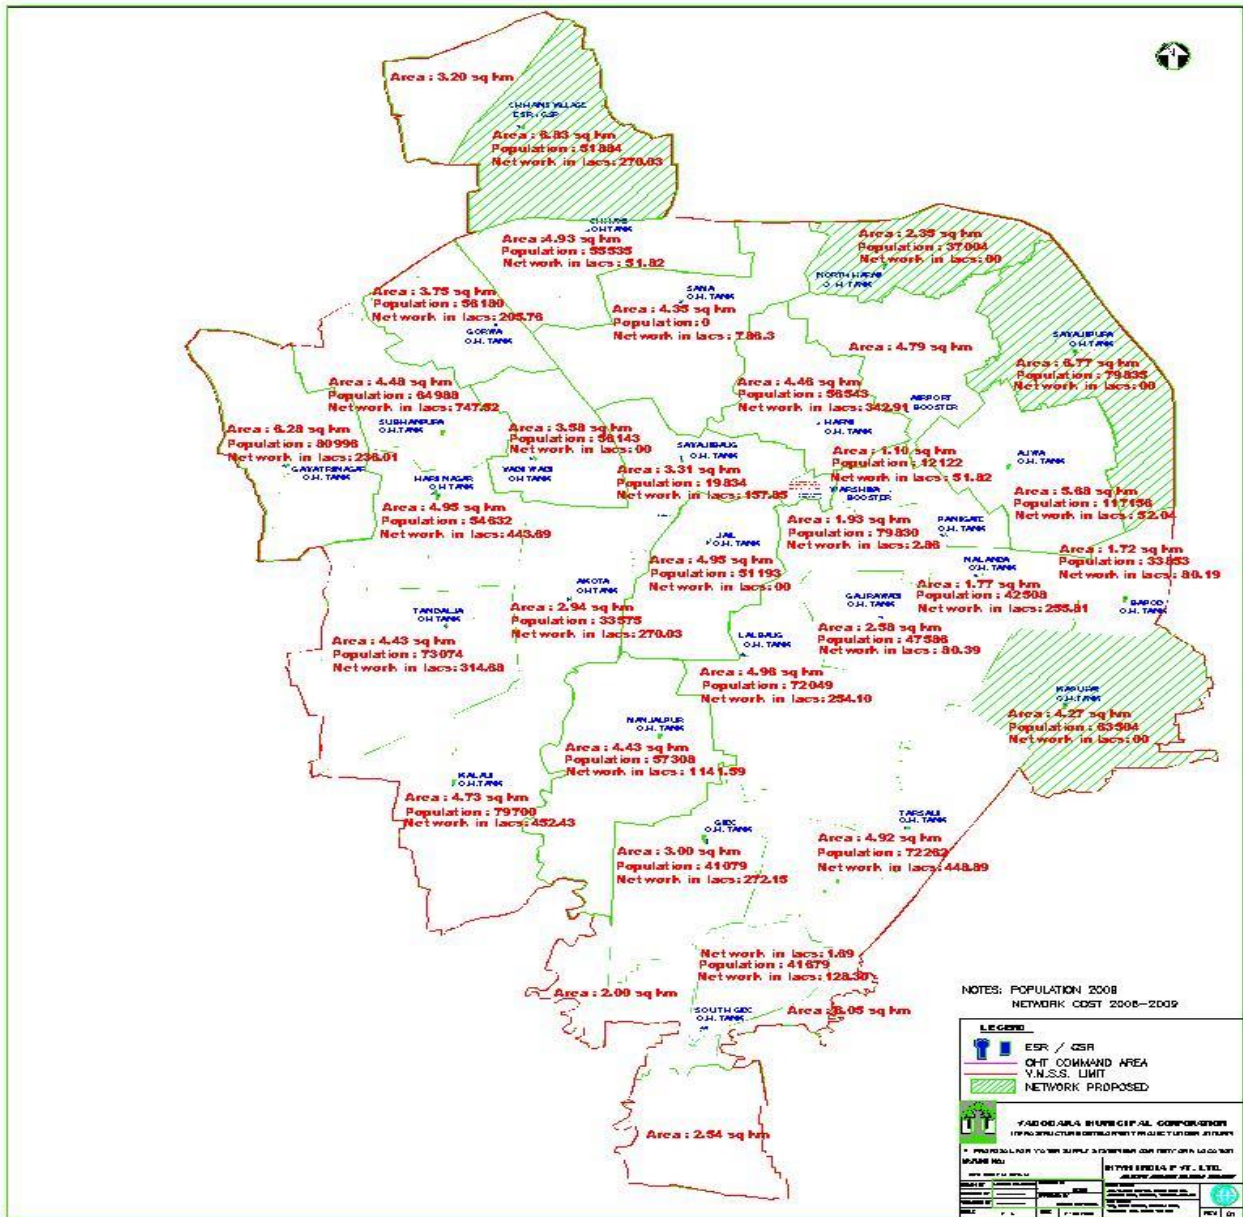 Area : 3.20 sq km
CHHANI VILLAGE
ESR / GSR
Area : 6.83 sq km
Population : 51884
Network in lacs: 270.03
CHHANI
OH TANK
Area :4.93 sq km
Population : 55535
Network in lacs: 51.82
Area : 2.35 sq km
Population : 37004
Network in lacs: 00
NORTH HARNI
O.H. TANK
SAMA
O.H. TANK
Area : 4.35 sq km
Population: 0
Network in lacs: 786.3
Area : 3.75 sq km
Population : 56180
Network in lacs: 205.76
GORWA
O.H. TANK
Area : 4.79 sq km
SAYAJIPURA
O.H. TANK
Area : 6.77 sq km
Population : 79835
Network in lacs: 00
Area : 4.48 sq km
Population : 64988
Network in lacs: 747.52
SUBHANPURA
O.H. TANK
Area : 4.46 sq km
Population : 56543
Network in lacs: 342.91
AIRPORT
BOOSTER
HARNI
O.H. TANK
Area : 6.28 sq km
Population : 80996
Network in lacs: 236.01
GAYATRINAGAR
O.H. TANK
Area : 3.58 sq km
Population : 56143
Network in lacs: 00
WADI WADI
OH TANK
SAYAJIBAUG
O.H. TANK
Area : 3.31 sq km
Population : 19834
Network in lacs: 157.85
Area : 1.10 sq km
Population : 12122
Network in lacs: 51.82
WARSHIYA
BOOSTER
AJWA
O.H. TANK
Area : 5.68 sq km
Population : 117156
Network in lacs: 52.04
HARINAGAR
OH TANK
Area : 4.95 sq km
Population : 54632
Network in lacs: 443.69
Area : 1.93 sq km
Population : 79830
Network in lacs: 2.86
PANIGATE
O.H. TANK
JAIL
O.H. TANK
Area : 4.95 sq km
Population : 51193
Network in lacs: 00
NALANDA
O.H. TANK
Area : 1.77 sq km
Population : 42508
Network in lacs: 255.81
Area : 1.72 sq km
Population : 33853
Network in lacs: 80.19
BAPOD
O.H. TANK
AKOTA
OH TANK
Area : 2.94 sq km
Population : 33575
Network in lacs: 270.03
GAJRAWADI
O.H. TANK
Area : 2.58 sq km
Population : 47586
Network in lacs: 80.39
TANDALJA
OH TANK
Area : 4.43 sq km
Population : 73074
Network in lacs: 314.68
LALBAUG
O.H. TANK
Area : 4.96 sq km
Population : 72049
Network in lacs: 254.10
KAPURAI
O.H. TANK
Area : 4.27 sq km
Population : 63504
Network in lacs: 00
MANJALPUR
O.H. TANK
Area : 4.43 sq km
Population : 57308
Network in lacs : 1141.59
KALALI
O.H. TANK
Area : 4.73 sq km
Population : 79700
Network in lacs: 452.43
GIDC
O.H. TANK
Area : 3.00 sq km
Population : 41079
Network in lacs: 272.15
TARSALI
O.H. TANK
Area : 4.92 sq km
Population : 72262
Network in lacs: 448.89
Network in lacs: 1.69
Population : 41679
Network in lacs: 128.30
Area : 2.00 sq km
SOUTH GIDC
O.H. TANK
Area : 6.05 sq km
Area : 2.54 sq km
NOTES: POPULATION 2008
NETWORK COST 2008-2009
LEGEND
ESR / GSR
OHT COMMAND AREA
V.M.S.S. LIMIT
NETWORK PROPOSED
VADODARA MUNICIPAL CORPORATION